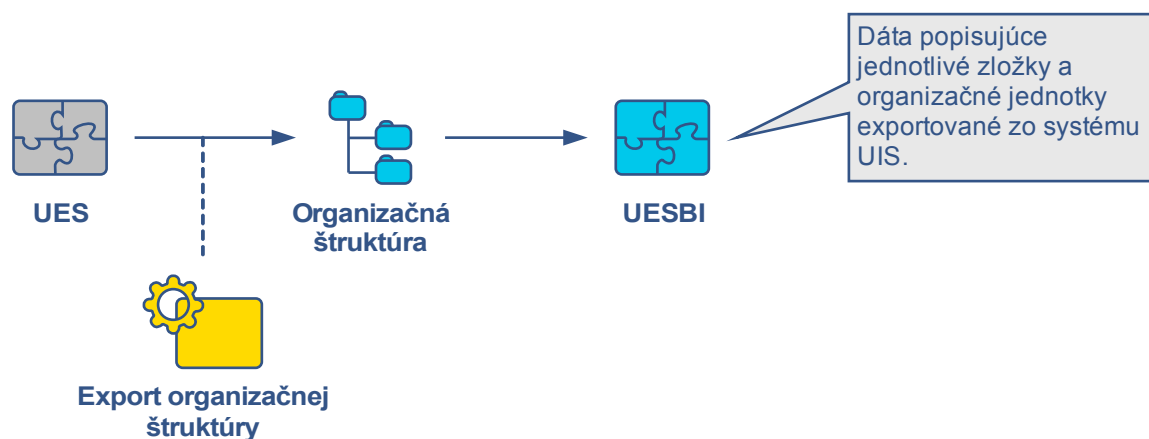 Dáta popisujúce
jednotlivé zložky a
organizačné jednotky
exportované zo systému
UIS.
UES
Organizačná
štruktúra
UESBI
Export organizačnej
štruktúry